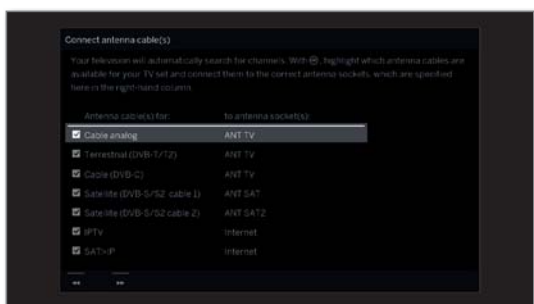 Connect antenna cable(s)
Your television will automatically search for channels. With OK, highlight which antenna cables are
available for your TV set and connect them to the correct antenna sockets, which are specified
here in the right-hand column.
Antenna cable(s) for: to antenna socket(s):
Cable analog ANT TV
Terrestrial (DVB-T/T2) ANT TV
Cable (DVB-C) ANT TV
Satellite (DVB-S/S2 cable 1) ANT SAT
Satellite (DVB-S/S2 cable 2) ANT SAT2
IPTV Internet
SAT>IP Internet